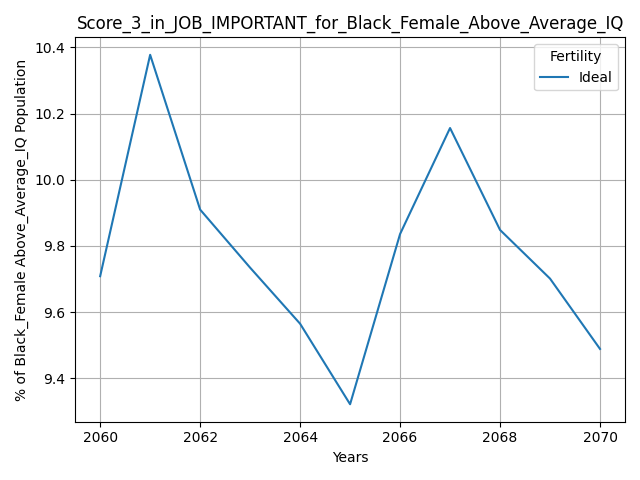 Score_3_in_JOB_IMPORTANT_for_Black_Female_Above_Average_IQ
Fertility
Ideal
% of Black_Female Above_Average_IQ Population
10.4
10.2
10.0
9.8
9.6
9.4
2060 2062 2064 2066 2068 2070
Years